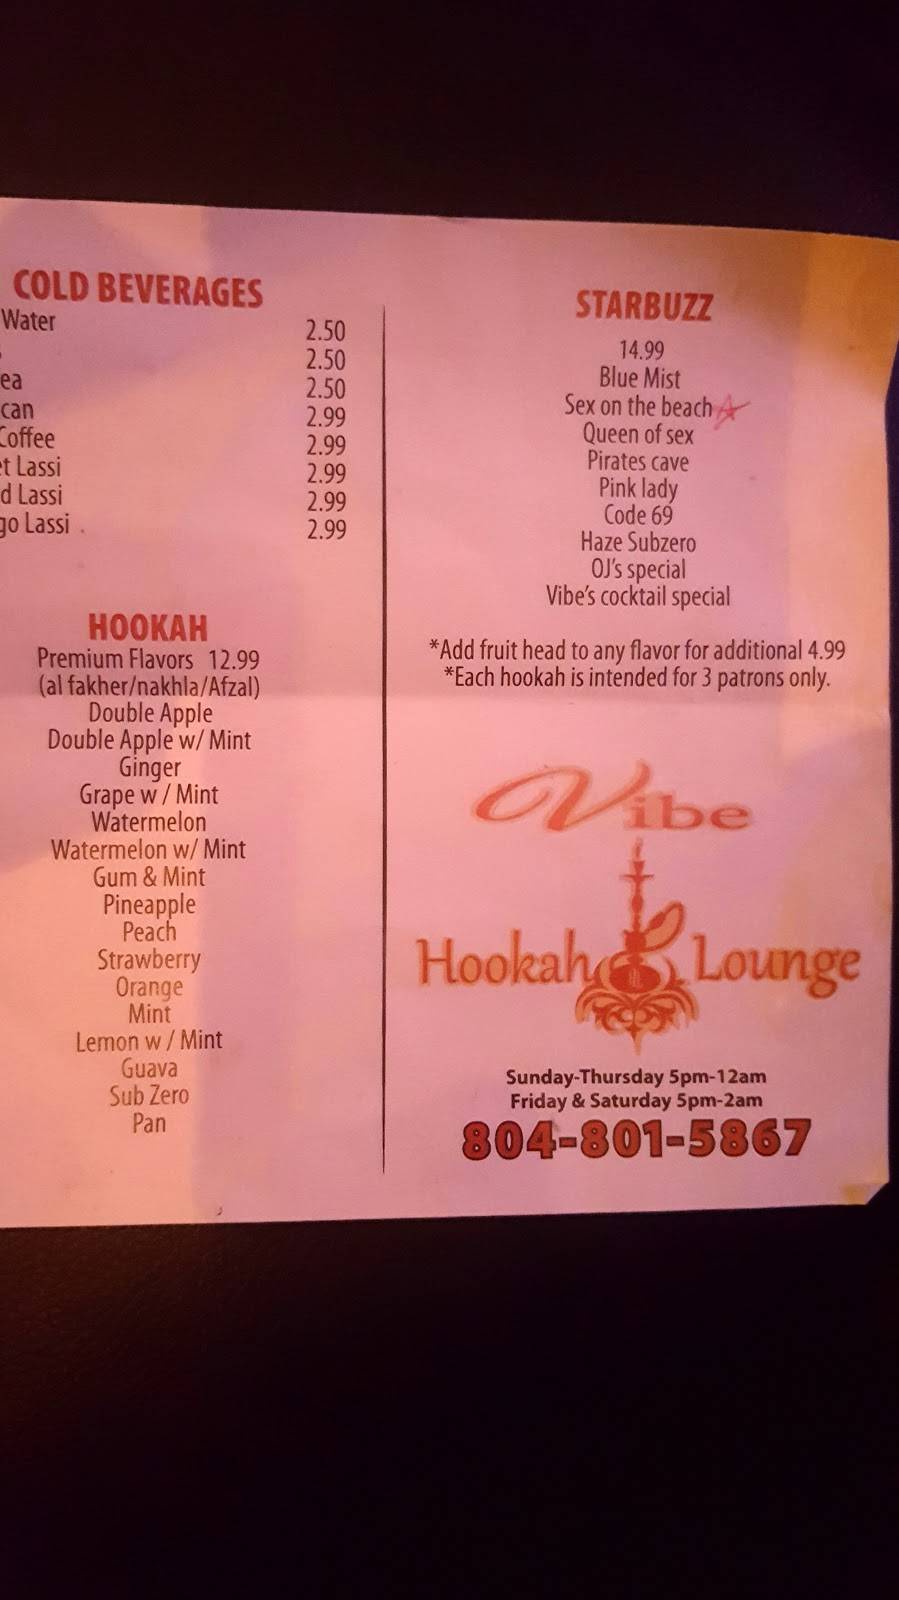 COLD BEVERAGES
Water 2.50
2.50
ea 2.50
can 2.99
Coffee 2.99
et Lassi 2.99
d Lassi 2.99
go Lassi 2.99
HOOKAH
Premium Flavors 12.99
(al fakher/nakhla/Afzal)
Double Apple
Double Apple w/ Mint
Ginger
Grape w / Mint
Watermelon
Watermelon w/ Mint
Gum & Mint
Pineapple
Peach
Strawberry
Orange
Mint
Lemon w / Mint
Guava
Sub Zero
Pan
STARBUZZ
14.99
Blue Mist
Sex on the beach
Queen of sex
Pirates cave
Pink lady
Code 69
Haze Subzero
OJ's special
Vibe's cocktail special
*Add fruit head to any flavor for additional 4.99
*Each hookah is intended for 3 patrons only.
Vibe
Hookah Lounge
Sunday-Thursday 5pm-12am
Friday & Saturday 5pm-2am
804-801-5867